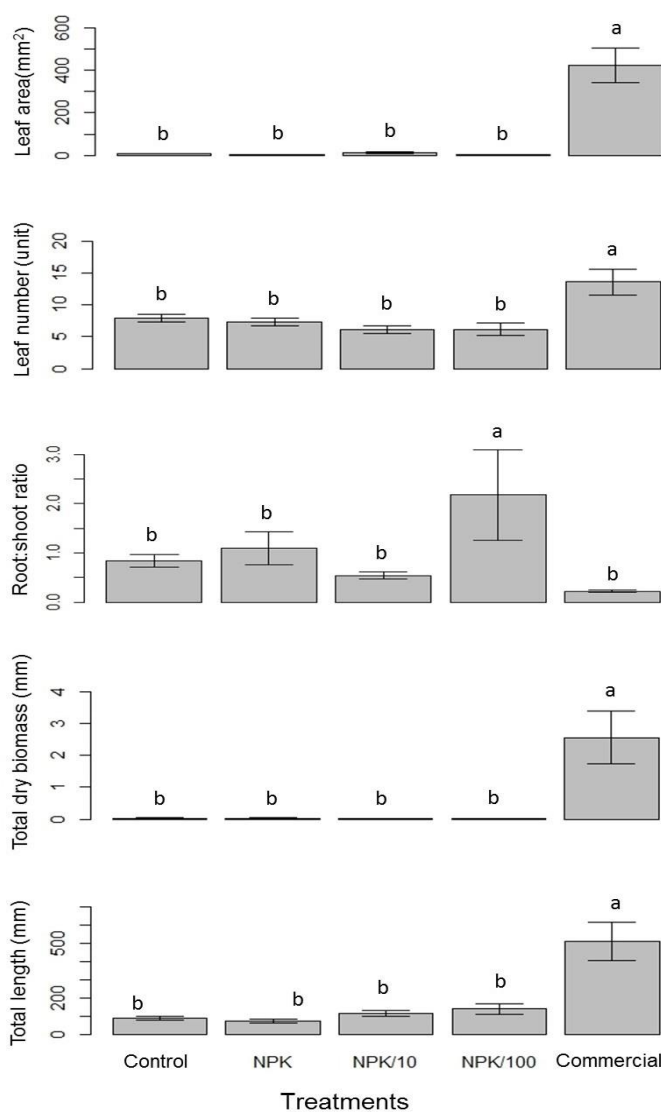 Leaf area(mm²)
0
200
400
600
b
b
b
b
a
Leaf number (unit)
0
5
10
15
20
b
b
b
b
a
Root:shoot ratio
0.0
1.0
2.0
3.0
b
b
b
a
b
Total dry biomass (mm)
0
1
2
3
4
b
b
b
b
a
Total length (mm)
0
200
500
b
b
b
b
a
Control NPK NPK/10 NPK/100 Commercial
Treatments